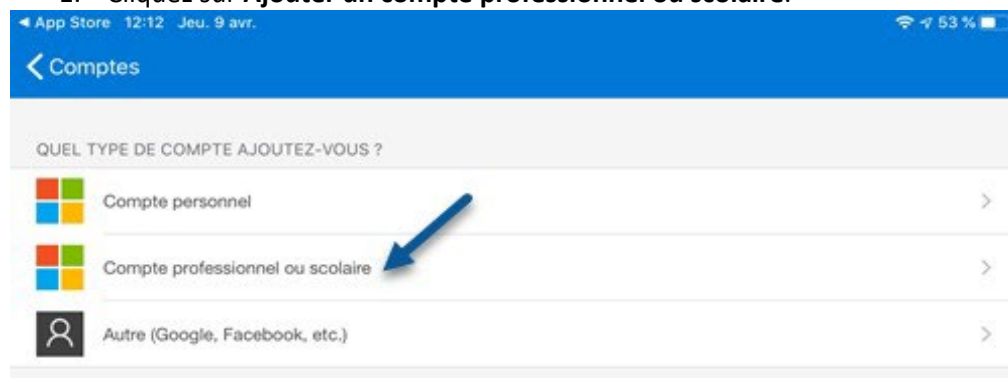 Cliquez sur Ajouter un compte professionnel ou scolaire.
App Store 12:12 Jeu. 9 avr. 53 %
Comptes
QUEL TYPE DE COMPTE AJOUTEZ-VOUS ?
Compte personnel
Compte professionnel ou scolaire
Autre (Google, Facebook, etc.)